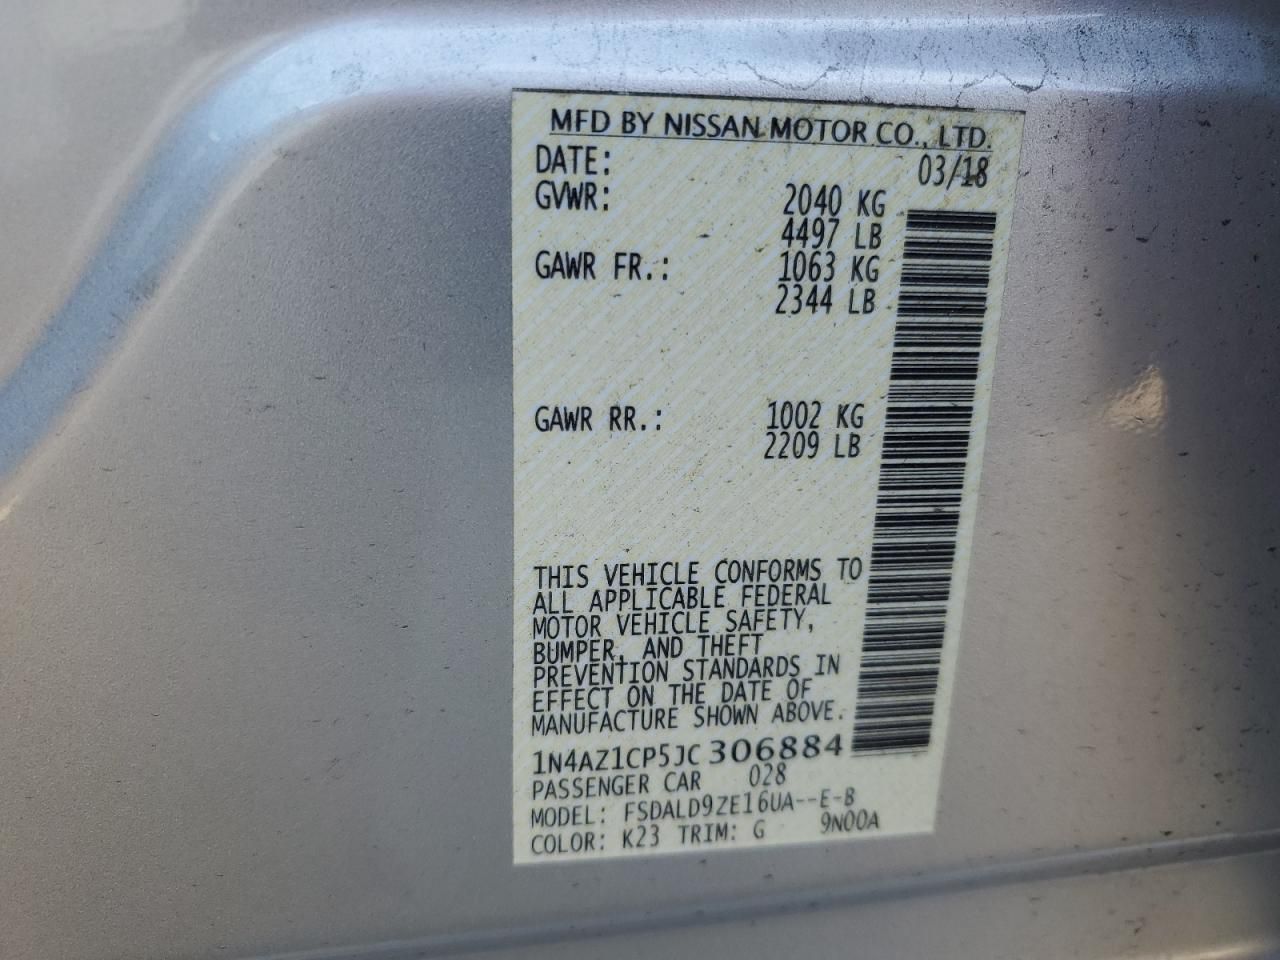 MFD BY NISSAN MOTOR CO., LTD.
DATE: 03/18
GVWR: 2040 KG
4497 LB
GAWR FR.: 1063 KG
2344 LB
GAWR RR.: 1002 KG
2209 LB
THIS VEHICLE CONFORMS TO
ALL APPLICABLE FEDERAL
MOTOR VEHICLE SAFETY,
BUMPER, AND THEFT
PREVENTION STANDARDS IN
EFFECT ON THE DATE OF
MANUFACTURE SHOWN ABOVE.
1N4AZ1CP5JC306884
PASSENGER CAR 028
MODEL: FSDALD9ZE16UA--E-B
COLOR: K23 TRIM: G 9N00A